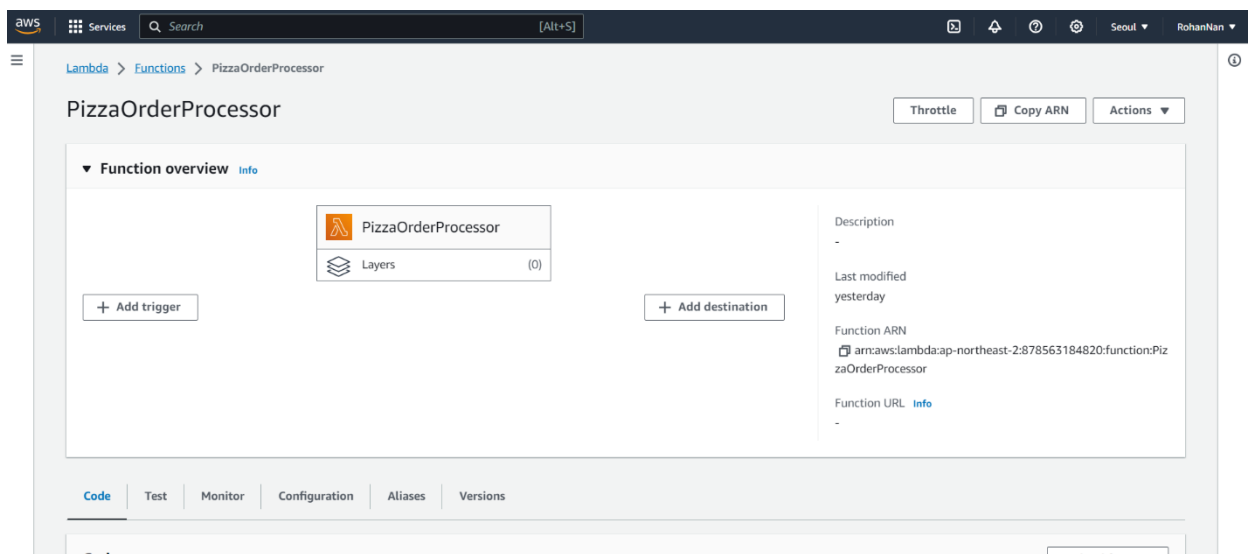 aws
Services
Search [Alt+S]
Seoul
RohanNan
Lambda > Functions > PizzaOrderProcessor
PizzaOrderProcessor
Throttle
Copy ARN
Actions
Function overview Info
PizzaOrderProcessor
Layers (0)
+ Add trigger
+ Add destination
Description
-
Last modified
yesterday
Function ARN
arn:aws:lambda:ap-northeast-2:878563184820:function:Piz
zaOrderProcessor
Function URL Info
-
Code
Test
Monitor
Configuration
Aliases
Versions